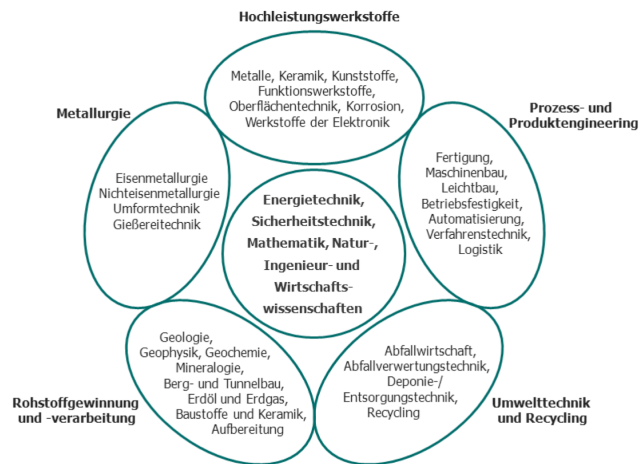 Hochleistungswerkstoffe
Metalle, Keramik, Kunststoffe,
Funktionswerkstoffe,
Oberflächentechnik, Korrosion,
Werkstoffe der Elektronik
Metallurgie
Eisenmetallurgie
Nichteisenmetallurgie
Umformtechnik
Gießereitechnik
Prozess- und
Produktengineering
Fertigung,
Maschinenbau,
Leichtbau,
Betriebsfestigkeit,
Automatisierung,
Verfahrenstechnik,
Logistik
Energietechnik,
Sicherheitstechnik,
Mathematik, Natur-,
Ingenieur- und
Wirtschafts-
wissenschaften
Rohstoffgewinnung
und -verarbeitung
Geologie,
Geophysik, Geochemie,
Mineralogie,
Berg- und Tunnelbau,
Erdöl und Erdgas,
Baustoffe und Keramik,
Aufbereitung
Abfallwirtschaft,
Abfallverwertungstechnik,
Deponie-/
Entsorgungstechnik,
Recycling
Umwelttechnik
und Recycling